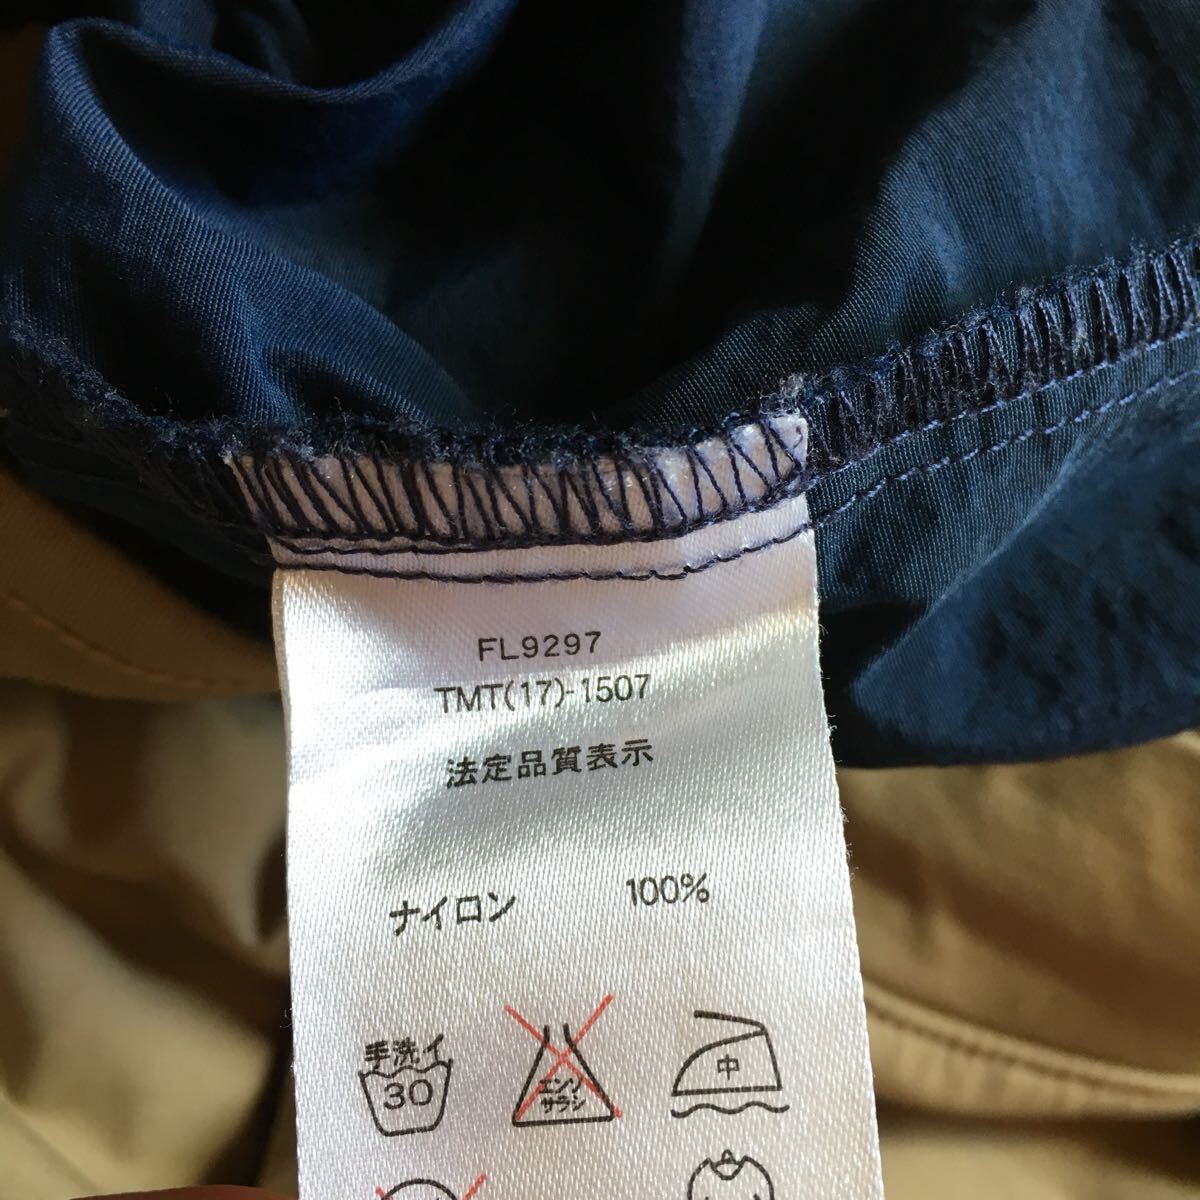 FL9297
TMT(17)-1507
法定品質表示
ナイロン 100%
手洗イ
30
エンソ
サラシ
中